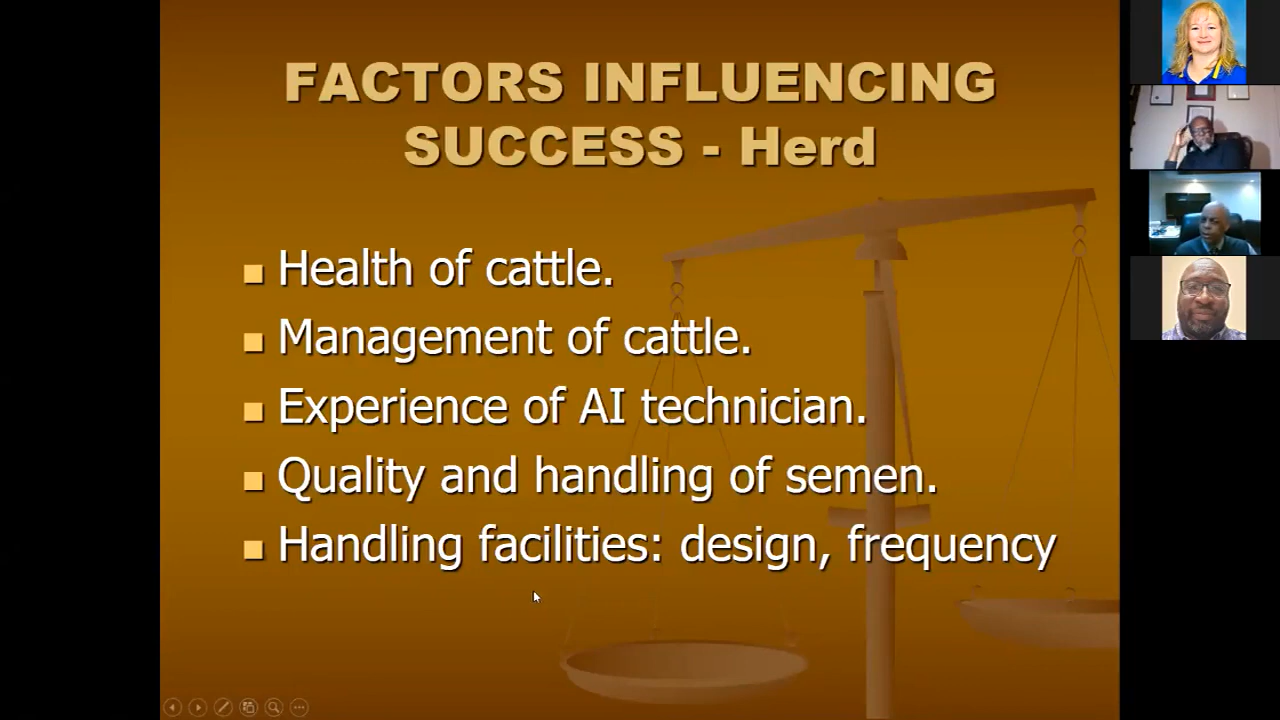 FACTORS INFLUENCING
SUCCESS - Herd
Health of cattle.
Management of cattle.
Experience of AI technician.
Quality and handling of semen.
Handling facilities: design, frequency